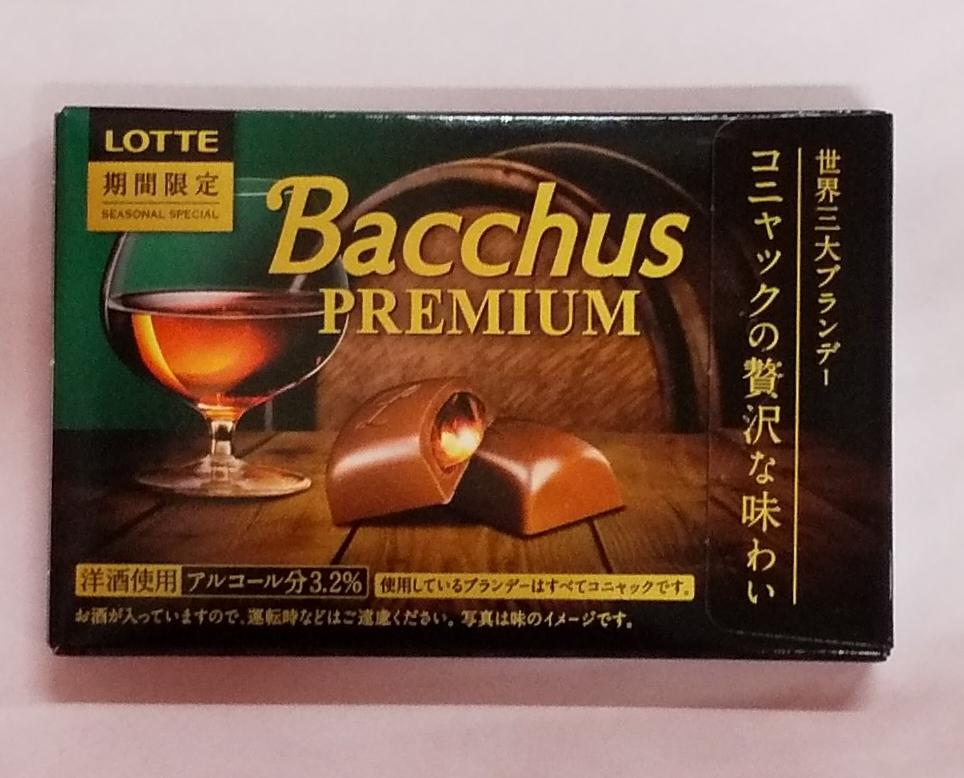 LOTTE
期間限定
SEASONAL SPECIAL
Bacchus
PREMIUM
世界三大ブランデー
コニャックの贅沢な味わい
洋酒使用 アルコール分3.2% 使用しているブランデーはすべてコニャックです。
お酒が入っていますので、運転時などはご遠慮ください。写真は味のイメージです。